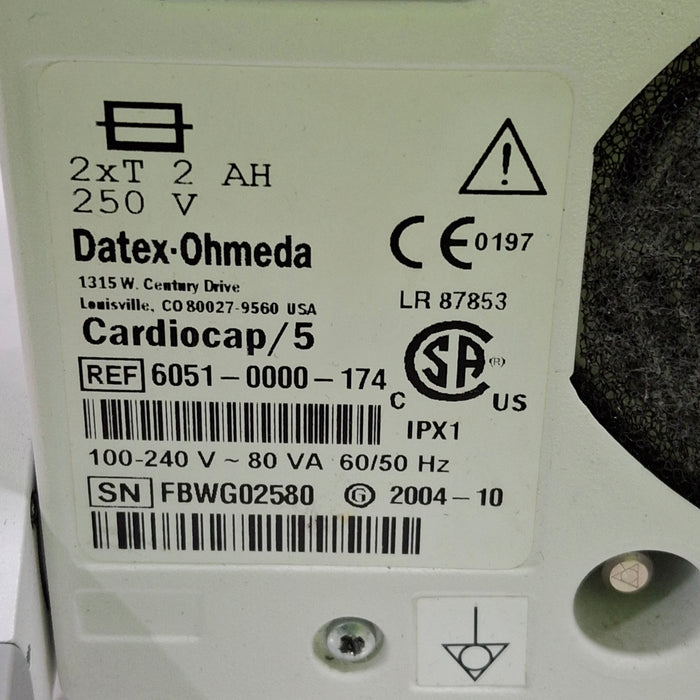 2xT 2 AH
250 V
Datex·Ohmeda
1315 W. Century Drive
Louisville, CO 80027-9560 USA
Cardiocap/5
REF 6051-0000-174
100-240 V ~ 80 VA 60/50 Hz
SN FBWG02580 G 2004-10
CE 0197
LR 87853
CSA (R)
C US
IPX1